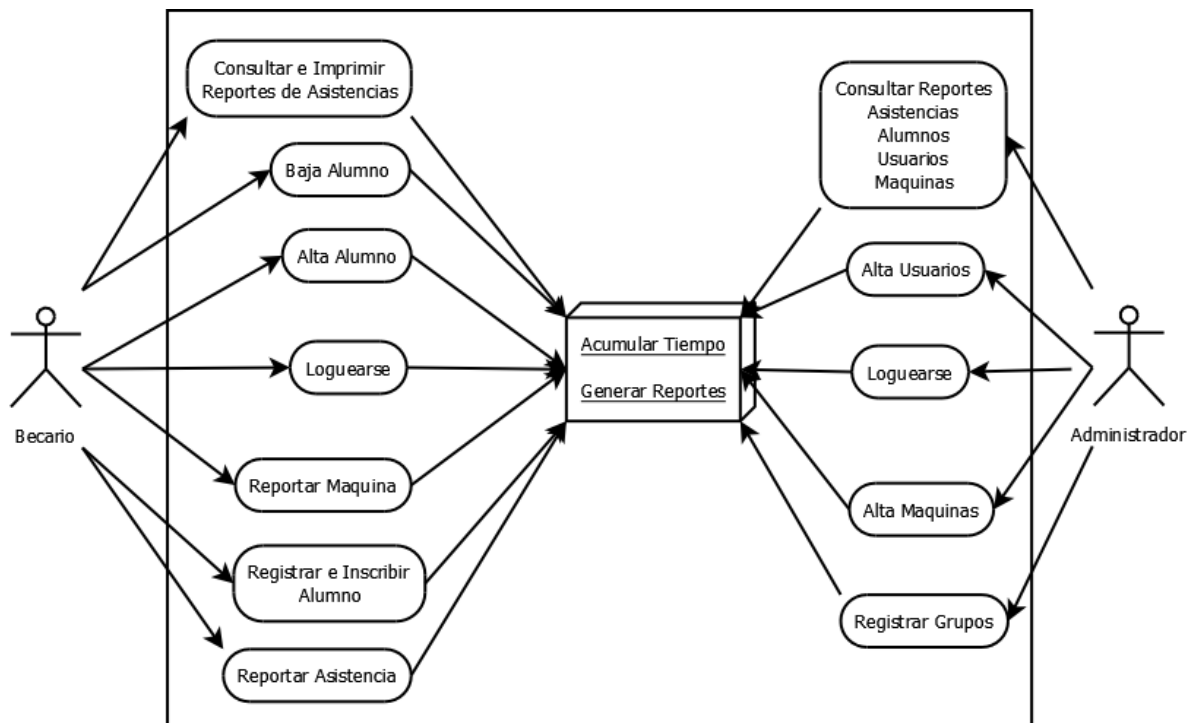 Consultar e Imprimir
Reportes de Asistencias
Baja Alumno
Alta Alumno
Loguearse
Reportar Maquina
Registrar e Inscribir
Alumno
Reportar Asistencia
Becario
Acumular Tiempo
Generar Reportes
Consultar Reportes
Asistencias
Alumnos
Usuarios
Maquinas
Alta Usuarios
Loguearse
Alta Maquinas
Registrar Grupos
Administrador